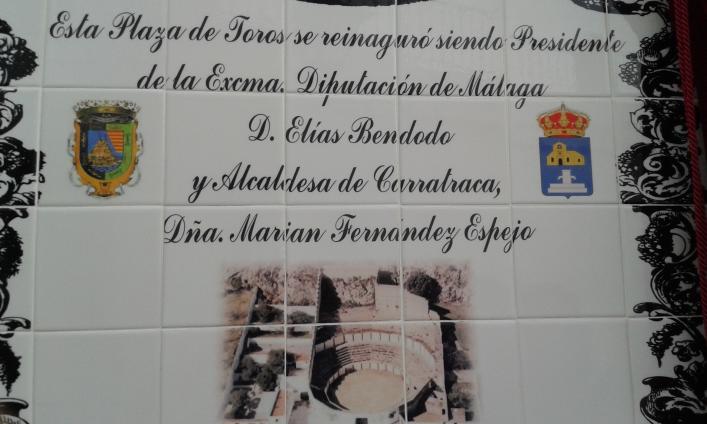 Esta Plaza de Toros se reinaguró siendo Presidente
de la Excma. Diputación de Málaga
D. Elías Bendodo
y Alcaldesa de Carratraca,
Dña. Marian Fernández Espejo